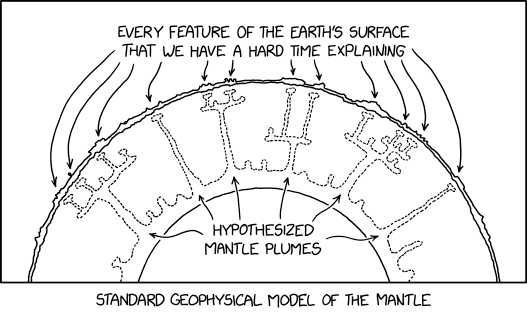 EVERY FEATURE OF THE EARTH'S SURFACE
THAT WE HAVE A HARD TIME EXPLAINING
HYPOTHESIZED
MANTLE PLUMES
STANDARD GEOPHYSICAL MODEL OF THE MANTLE